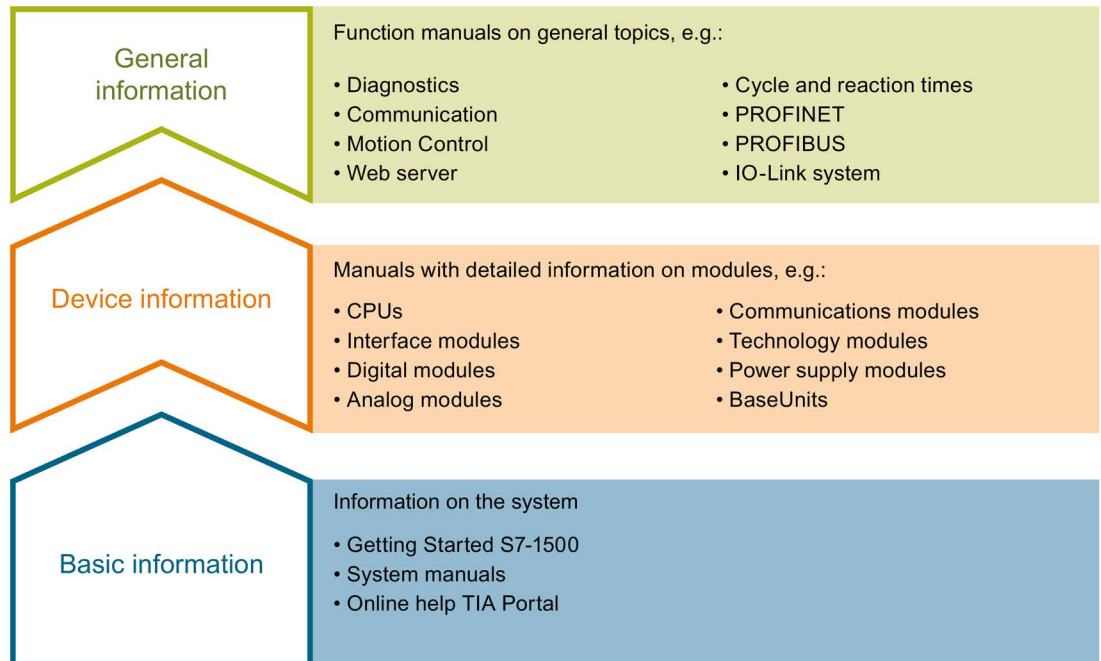 General
information
Function manuals on general topics, e.g.:
• Diagnostics
• Communication
• Motion Control
• Web server
• Cycle and reaction times
• PROFINET
• PROFIBUS
• IO-Link system
Device information
Manuals with detailed information on modules, e.g.:
• CPUs
• Interface modules
• Digital modules
• Analog modules
• Communications modules
• Technology modules
• Power supply modules
• BaseUnits
Basic information
Information on the system
• Getting Started S7-1500
• System manuals
• Online help TIA Portal